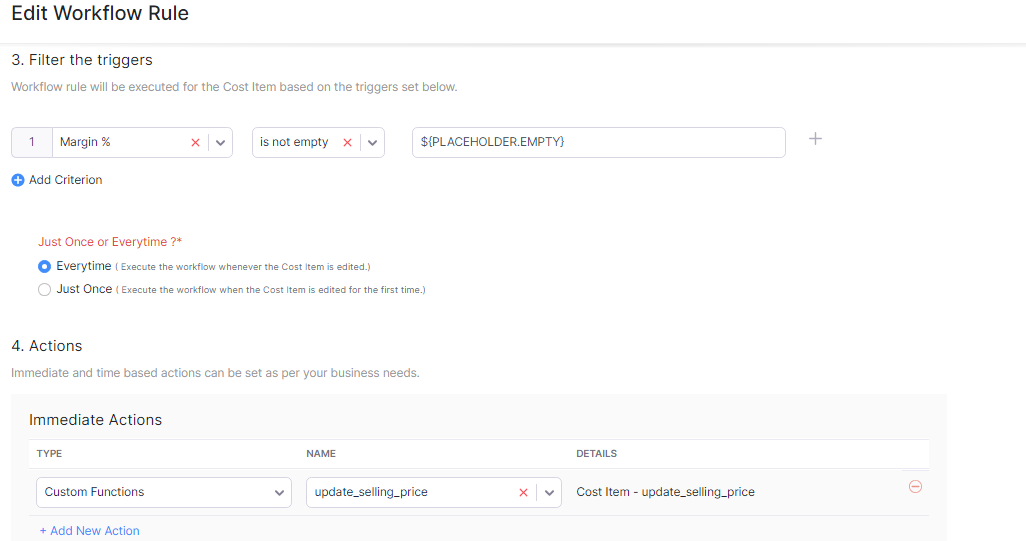 Edit Workflow Rule
3. Filter the triggers
Workflow rule will be executed for the Cost Item based on the triggers set below.
1 Margin % is not empty ${PLACEHOLDER.EMPTY}
Add Criterion
Just Once or Everytime ?*
Everytime ( Execute the workflow whenever the Cost Item is edited.)
Just Once ( Execute the workflow when the Cost Item is edited for the first time.)
4. Actions
Immediate and time based actions can be set as per your business needs.
Immediate Actions
TYPE NAME DETAILS
Custom Functions update_selling_price Cost Item - update_selling_price
+ Add New Action